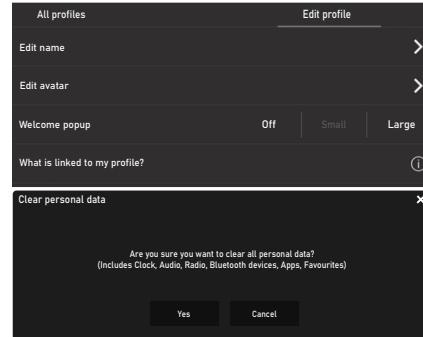 All profiles Edit profile
Edit name
Edit avatar
Welcome popup Off Small Large
What is linked to my profile?
Clear personal data
Are you sure you want to clear all personal data?
(Includes Clock, Audio, Radio, Bluetooth devices, Apps, Favourites)
Yes Cancel